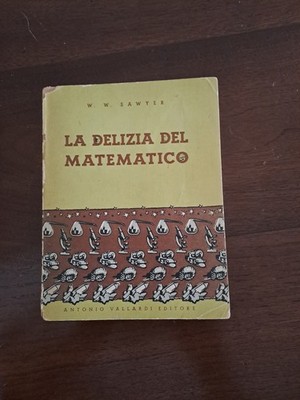 W. W. SAWYER
LA DELIZIA DEL
MATEMATICO
ANTONIO VALLARDI EDITORE